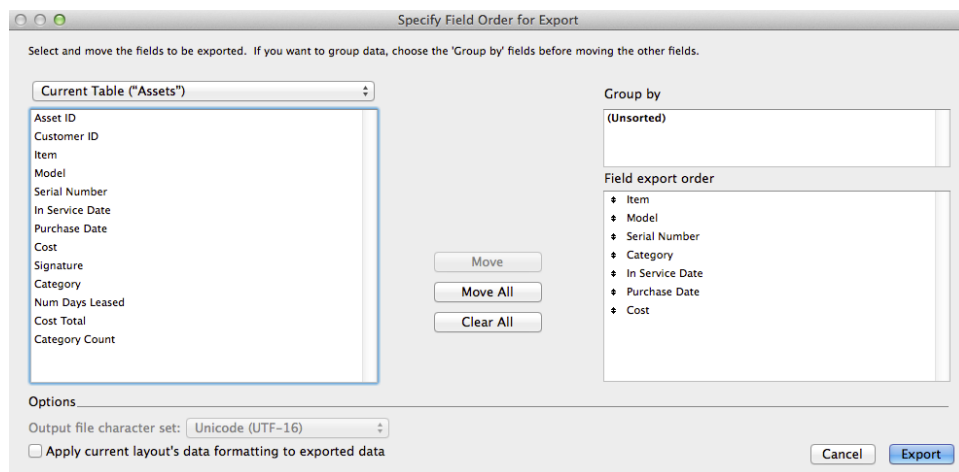 Specify Field Order for Export
Select and move the fields to be exported. If you want to group data, choose the 'Group by' fields before moving the other fields.
Current Table ("Assets")
Asset ID
Customer ID
Item
Model
Serial Number
In Service Date
Purchase Date
Cost
Signature
Category
Num Days Leased
Cost Total
Category Count
Move
Move All
Clear All
Group by
(Unsorted)
Field export order
Item
Model
Serial Number
Category
In Service Date
Purchase Date
Cost
Options
Output file character set: Unicode (UTF-16)
Apply current layout's data formatting to exported data
Cancel Export